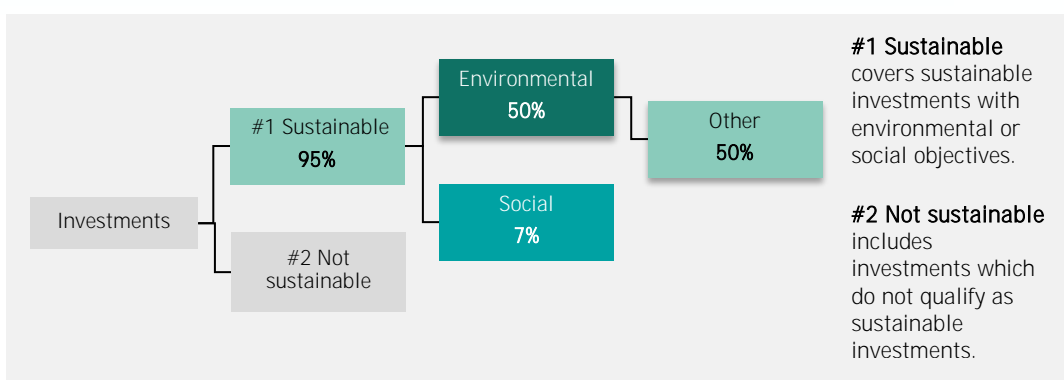 Investments
#1 Sustainable
95%
#2 Not
sustainable
Environmental
50%
Social
7%
Other
50%
#1 Sustainable
covers sustainable
investments with
environmental or
social objectives.
#2 Not sustainable
includes
investments which
do not qualify as
sustainable
investments.